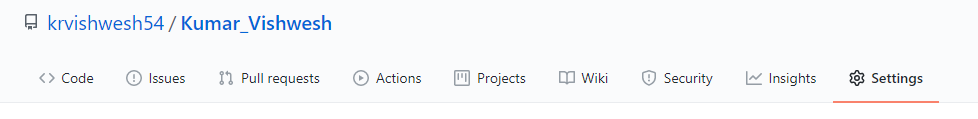 krvishwesh54 / Kumar_Vishwesh
Code Issues Pull requests Actions Projects Wiki Security Insights Settings